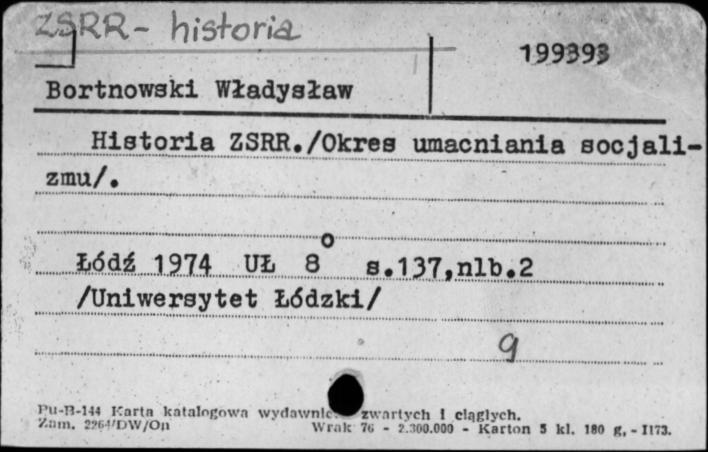 ZSRR - historia
199393
Bortnowski Władysław
Historia ZSRR./Okres umacniania socjali-
zmu/.
Łódź 1974 UŁ 8° s.137,nlb.2
/Uniwersytet Łódzki/
9
Pu-B-144 Karta katalogowa wydawnic zwartych i ciągłych.
Zam. 2264/DW/Op Wrak 76 - 2.300.000 - Karton 5 kl. 180 g. - 1173.